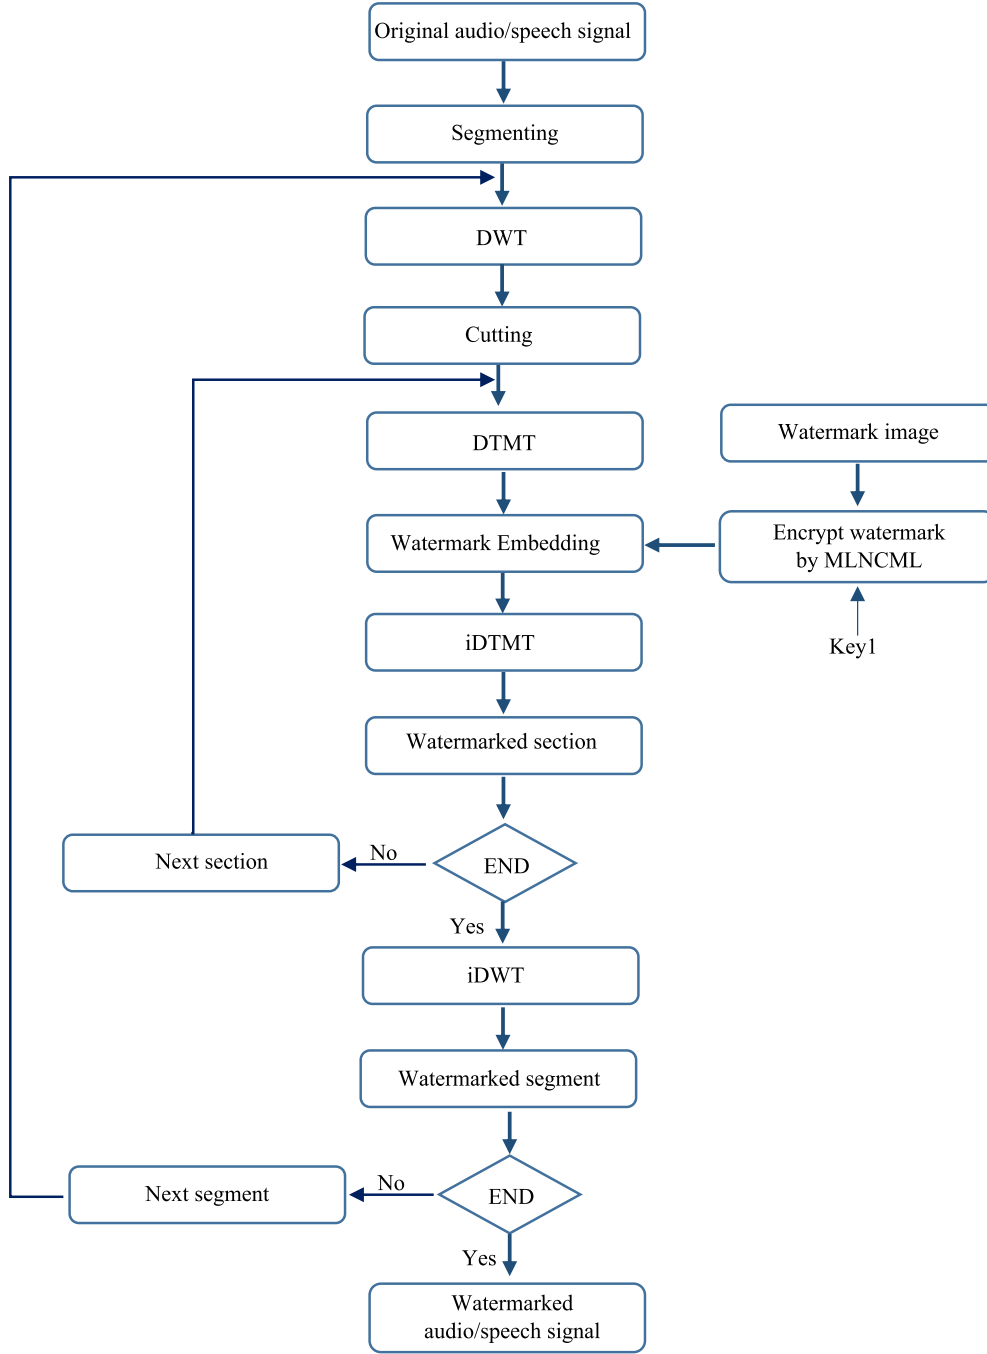 Original audio/speech signal
Segmenting
DWT
Cutting
DTMT
Watermark image
Encrypt watermark
by MLNCML
Key1
Watermark Embedding
iDTMT
Watermarked section
END
No
Next section
Yes
iDWT
Watermarked segment
END
No
Next segment
Yes
Watermarked
audio/speech signal